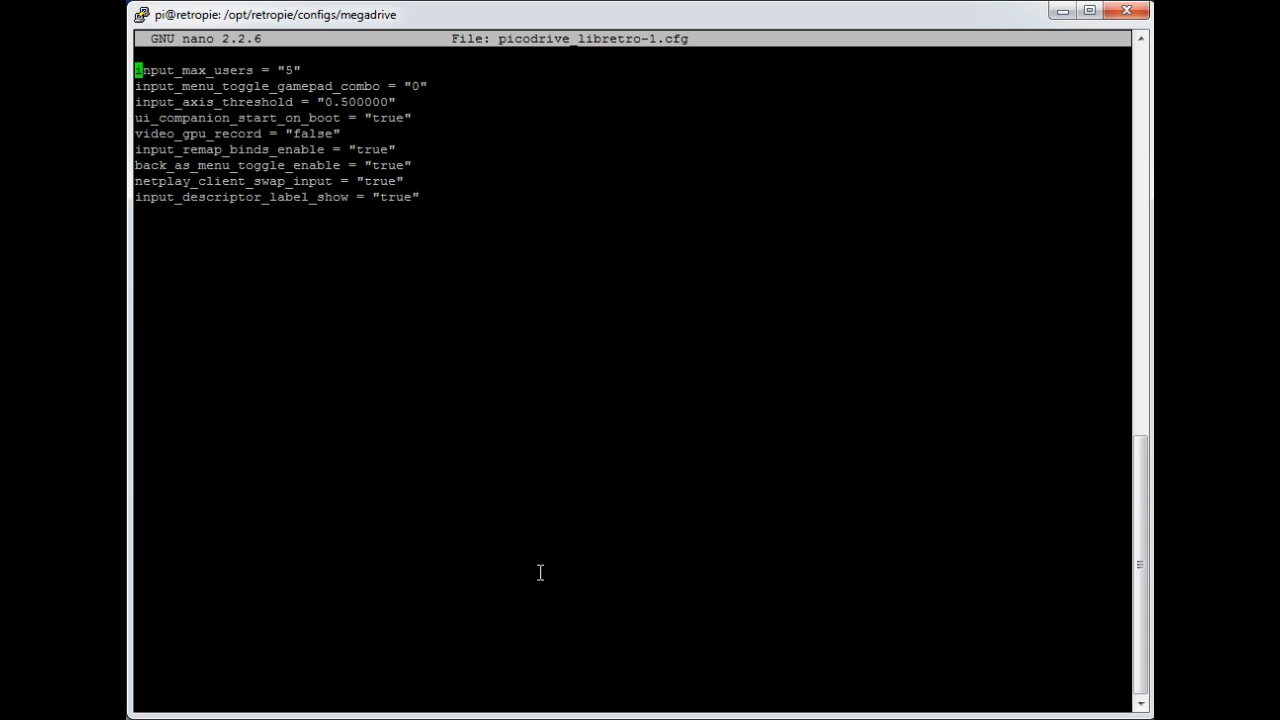 pi@retropie: /opt/retropie/configs/megadrive
GNU nano 2.2.6 File: picodrive_libretro-1.cfg
input_max_users = "5"
input_menu_toggle_gamepad_combo = "0"
input_axis_threshold = "0.500000"
ui_companion_start_on_boot = "true"
video_gpu_record = "false"
input_remap_binds_enable = "true"
back_as_menu_toggle_enable = "true"
netplay_client_swap_input = "true"
input_descriptor_label_show = "true"